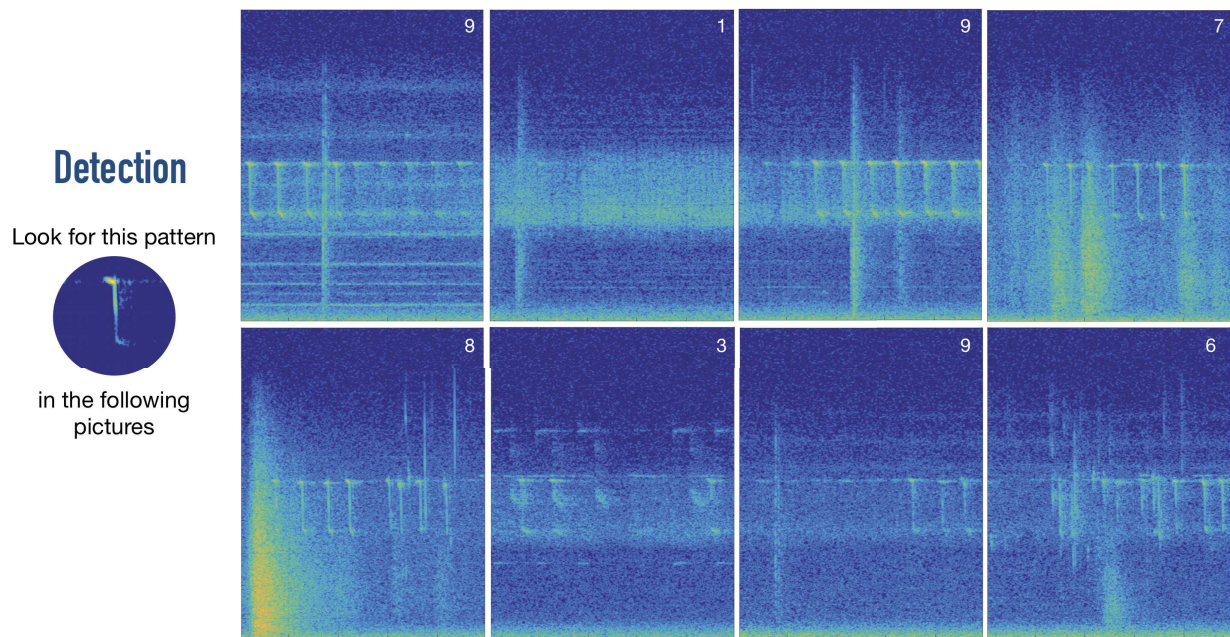 9
1
9
7
Detection
Look for this pattern
in the following
pictures
8
3
9
6